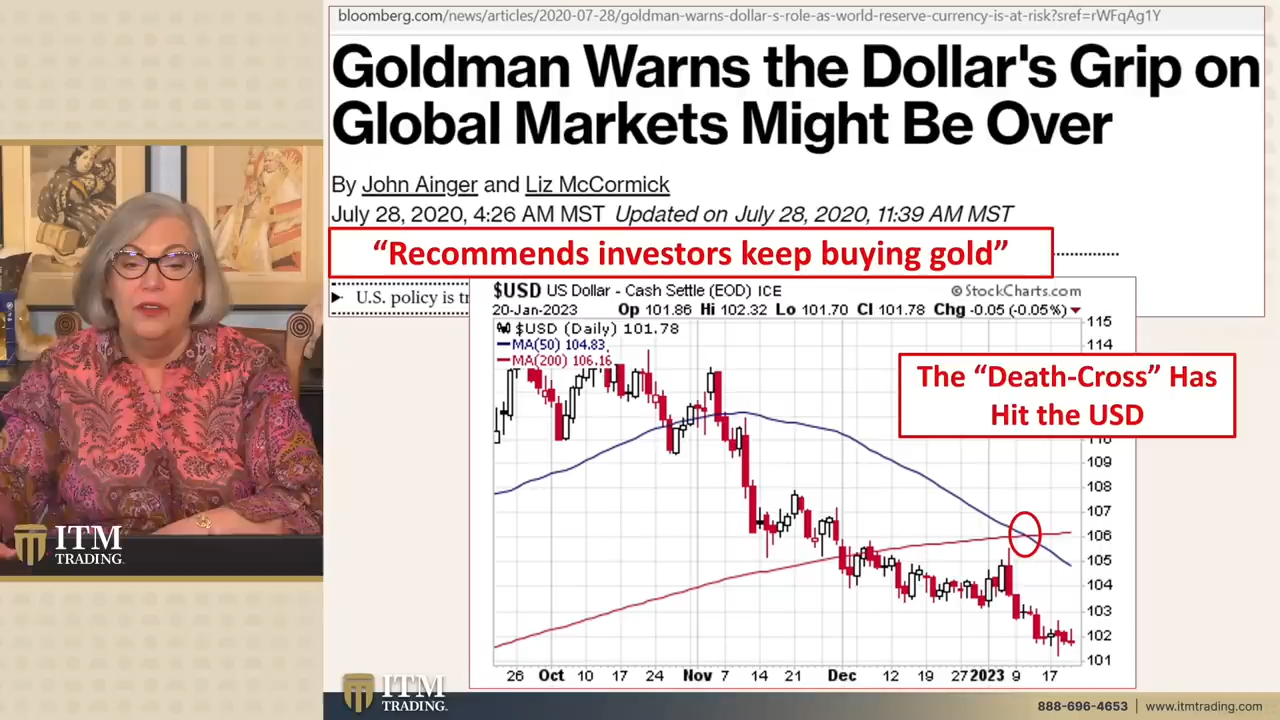 bloomberg.com/news/articles/2020-07-28/goldman-warns-dollar-s-role-as-world-reserve-currency-is-at-risk?sref=rWFqAg1Y
Goldman Warns the Dollar's Grip on
Global Markets Might Be Over
By John Ainger and Liz McCormick
July 28, 2020, 4:26 AM MST Updated on July 28, 2020, 11:39 AM MST
“Recommends investors keep buying gold”
U.S. policy is tr
$USD US Dollar - Cash Settle (EOD) ICE
© StockCharts.com
20-Jan-2023 Op 101.86 Hi 102.32 Lo 101.70 Cl 101.78 Chg -0.05 (-0.05%)
$USD (Daily) 101.78
MA(50) 104.83
MA(200) 106.16
The “Death-Cross” Has
Hit the USD
115
114
110
109
108
107
106
105
104
103
102
101
26 Oct 10 17 24 Nov 7 14 21 Dec 12 19 27 2023 9 17
ITM
TRADING.
ITM
TRADING.
888-696-4653 | www.itmtrading.com